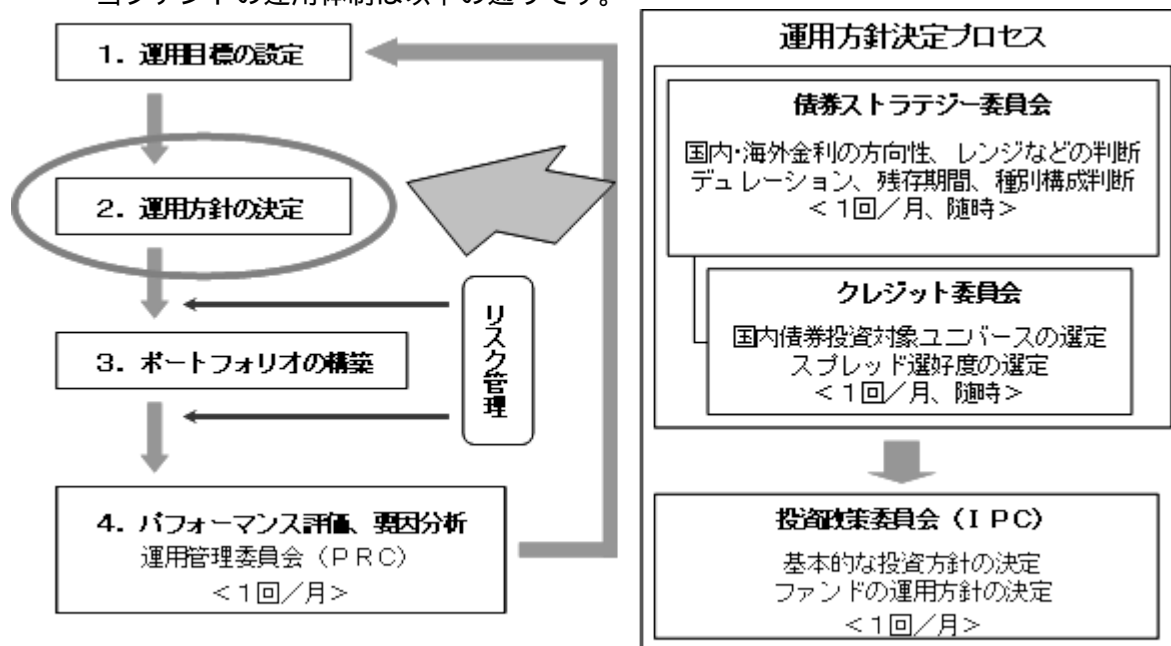 当ファンドの運用体制は以下の通りです。
1. 運用目標の設定
2. 運用方針の決定
3. ポートフォリオの構築
リスク管理
4. パフォーマンス評価、要因分析
運用管理委員会（PRC）
＜1回／月＞
運用方針決定プロセス
債券ストラテジー委員会
国内・海外金利の方向性、レンジなどの判断
デュレーション、残存期間、種別構成判断
＜1回／月、随時＞
クレジット委員会
国内債券投資対象ユニバースの選定
スプレッド選好度の選定
＜1回／月、随時＞
投資政策委員会（IPC）
基本的な投資方針の決定
ファンドの運用方針の決定
＜1回／月＞